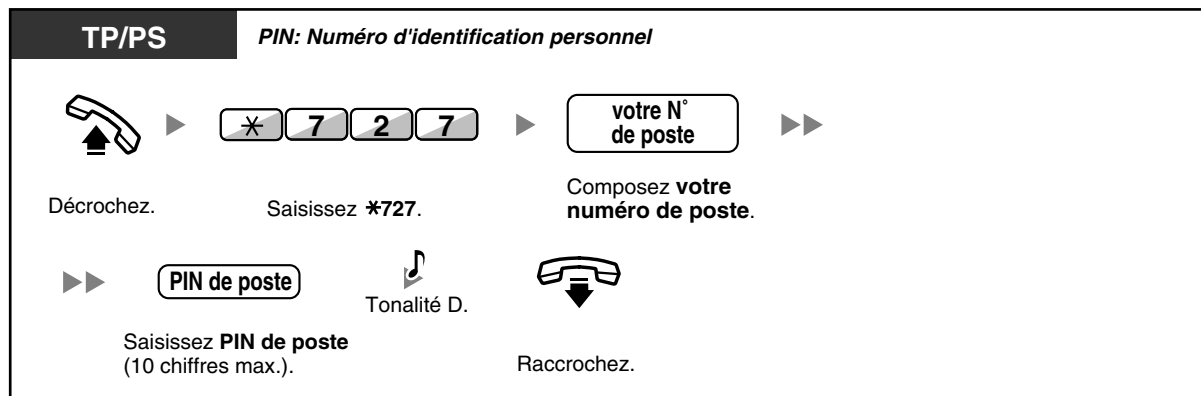 TP/PS
PIN: Numéro d'identification personnel
* 7 2 7
votre N°
de poste
Décrochez.
Saisissez *727.
Composez votre
numéro de poste.
PIN de poste
Tonalité D.
Saisissez PIN de poste
(10 chiffres max.).
Raccrochez.